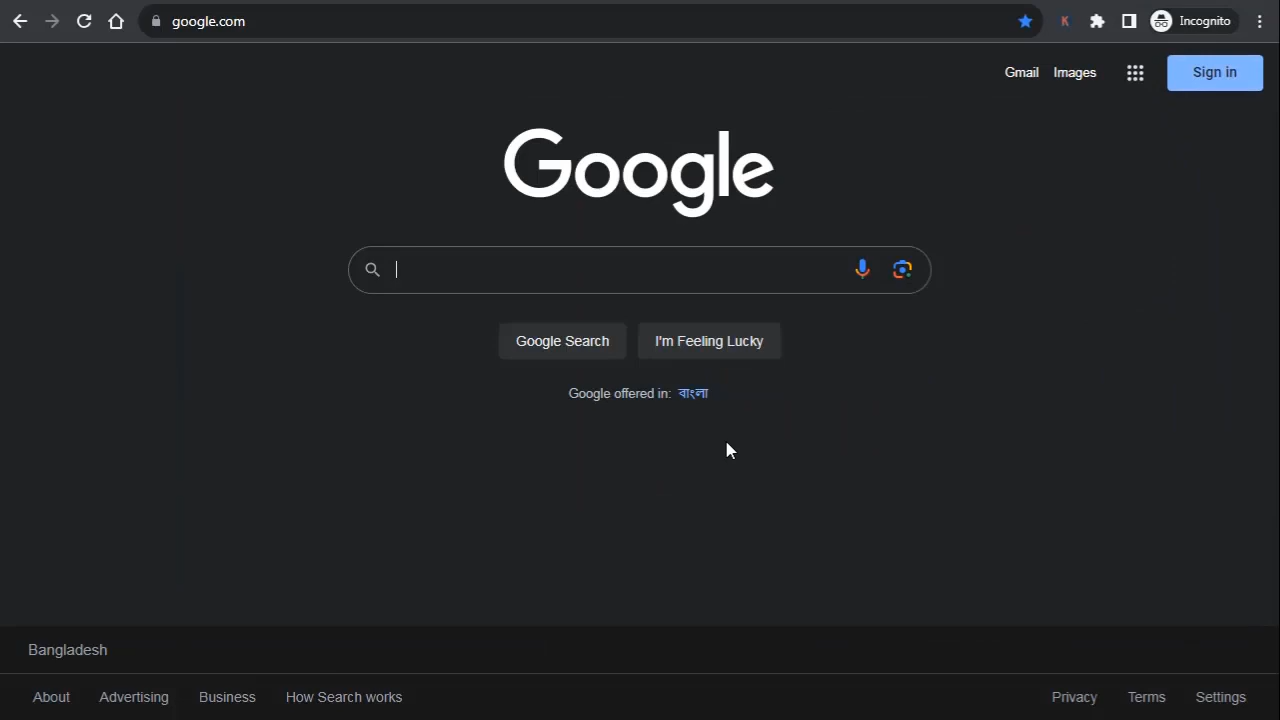 google.com
K
Incognito
Gmail Images
Sign in
Google
Google Search
I'm Feeling Lucky
Google offered in: বাংলা
Bangladesh
About Advertising Business How Search works
Privacy Terms Settings